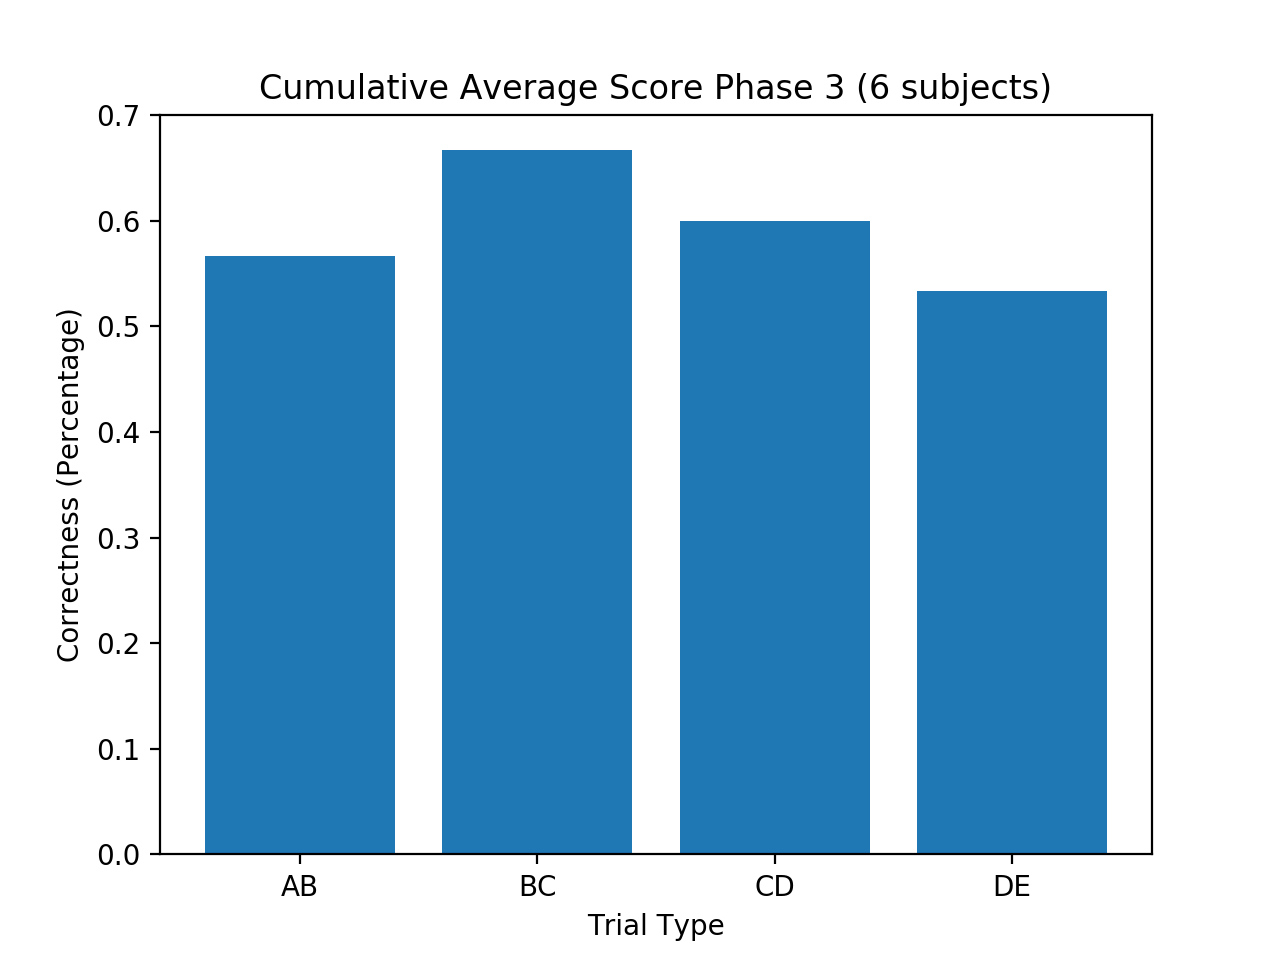 Cumulative Average Score Phase 3 (6 subjects)
0.7
0.6
0.5
0.4
0.3
0.2
0.1
0.0
Correctness (Percentage)
AB BC CD DE
Trial Type